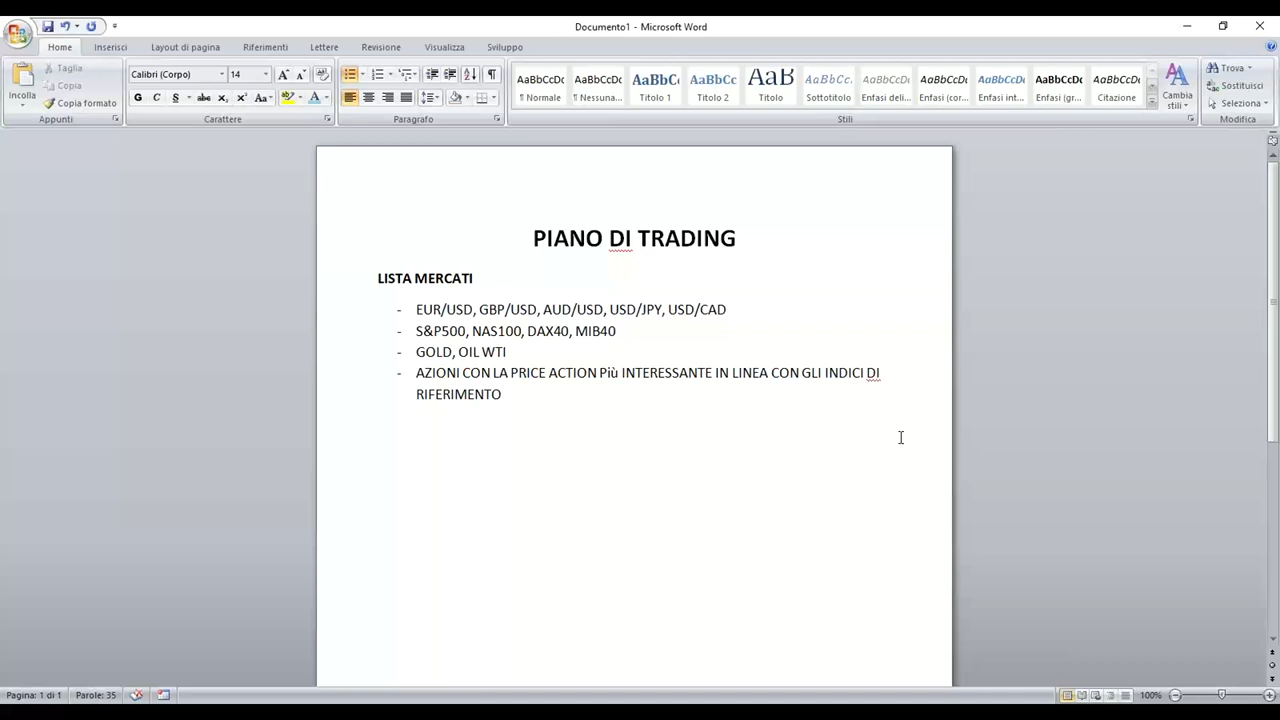 Documento1 - Microsoft Word
Home Inserisci Layout di pagina Riferimenti Lettere Revisione Visualizza Sviluppo
Incolla
Taglia
Copia
Copia formato
Appunti
Calibri (Corpo) 14
G C S abc x₂ x² Aa
Carattere
Paragrafo
AaBbCcDc AaBbCcDc AaBbC AaBbCc AaB AaBbCc. AaBbCcDc AaBbCcDc AaBbCcDc AaBbCcDc AaBbCcDc
¶ Normale ¶ Nessuna... Titolo 1 Titolo 2 Titolo Sottotitolo Enfasi deli... Enfasi (cor... Enfasi int... Enfasi (gr... Citazione
Cambia stili
Stili
Trova
Sostituisci
Seleziona
Modifica
PIANO DI TRADING
LISTA MERCATI
- EUR/USD, GBP/USD, AUD/USD, USD/JPY, USD/CAD
- S&P500, NAS100, DAX40, MIB40
- GOLD, OIL WTI
- AZIONI CON LA PRICE ACTION Più INTERESSANTE IN LINEA CON GLI INDICI DI
RIFERIMENTO
Pagina: 1 di 1 Parole: 35 100%